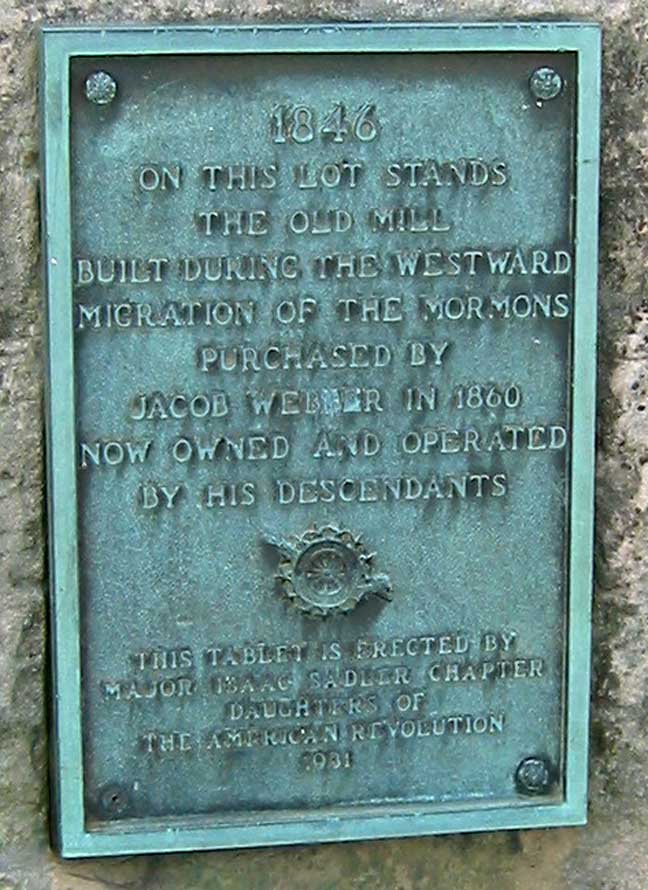 1846
ON THIS LOT STANDS
THE OLD MILL
BUILT DURING THE WESTWARD
MIGRATION OF THE MORMONS
PURCHASED BY
JACOB WEBBER IN 1860
NOW OWNED AND OPERATED
BY HIS DESCENDANTS
THIS TABLET IS ERECTED BY
MAJOR ISAAC SADLER CHAPTER
DAUGHTERS OF
THE AMERICAN REVOLUTION
1931